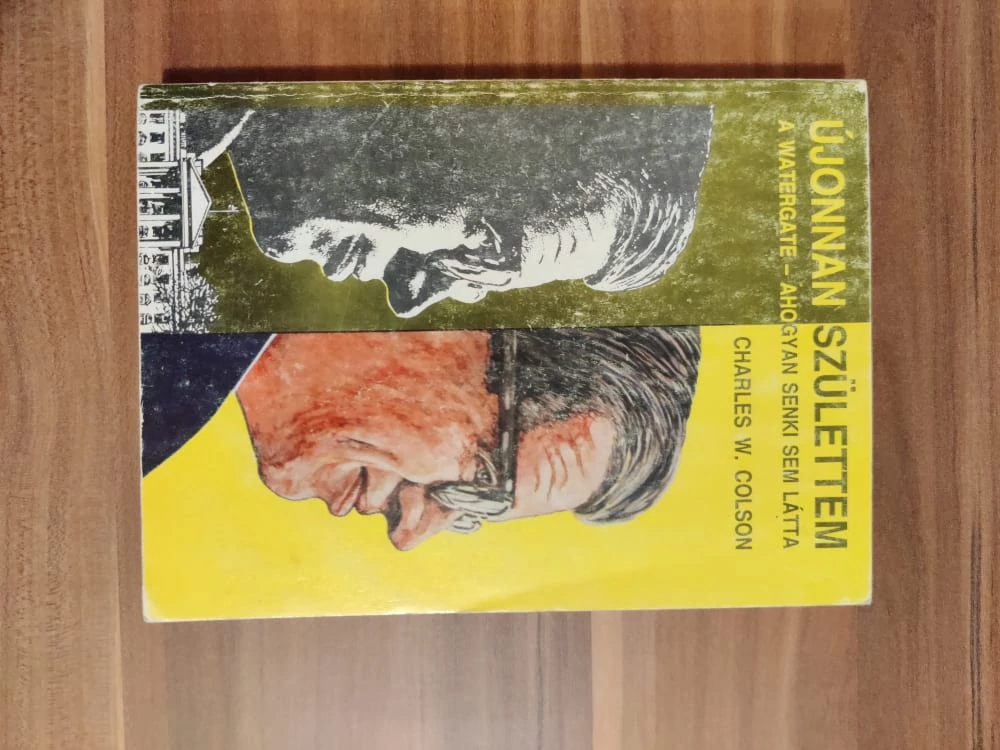 ÚJONNAN SZÜLETTEM
A WATERGATE – AHOGYAN SENKI SEM LÁTTA
CHARLES W. COLSON